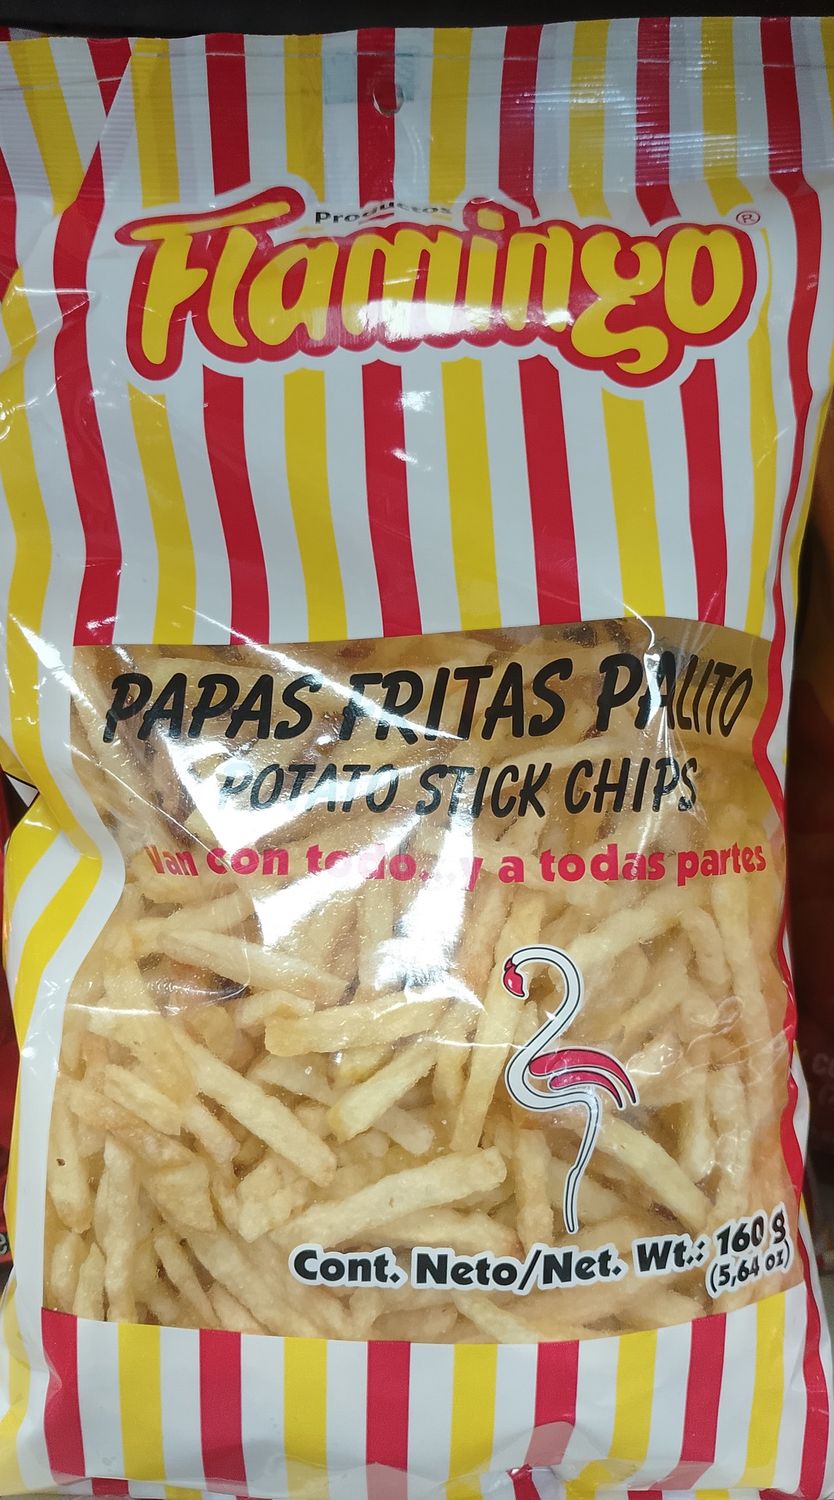 Productos
Flamingo®
PAPAS FRITAS PALITO
POTATO STICK CHIPS
Van con todo...y a todas partes
Cont. Neto/Net. Wt.: 160 g
(5,64 oz)